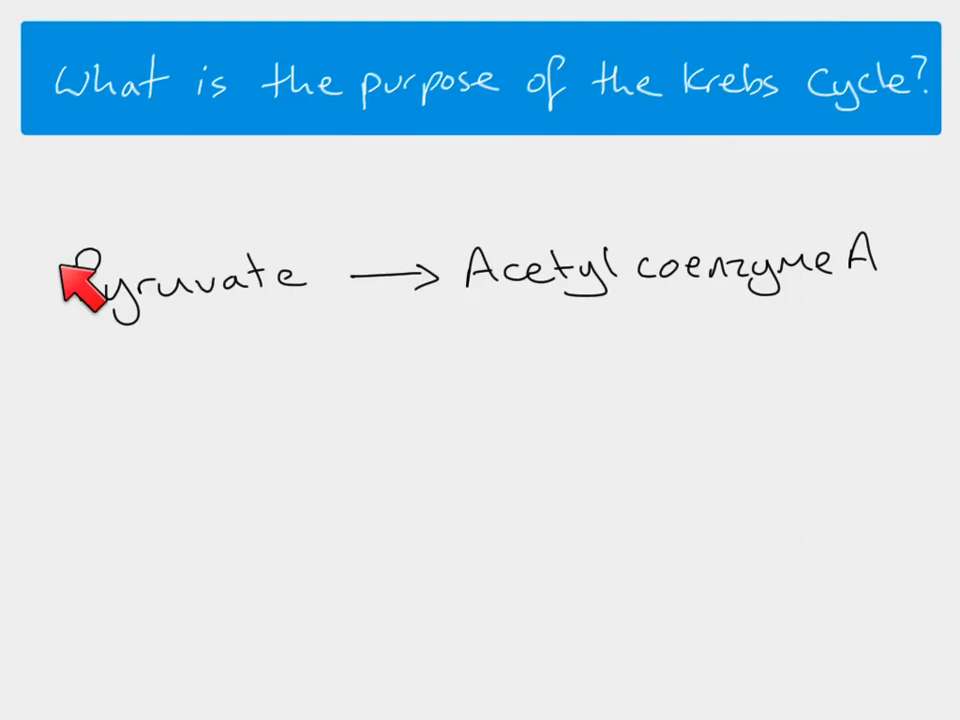 What is the purpose of the Krebs Cycle?
Pyruvate → Acetyl coenzyme A